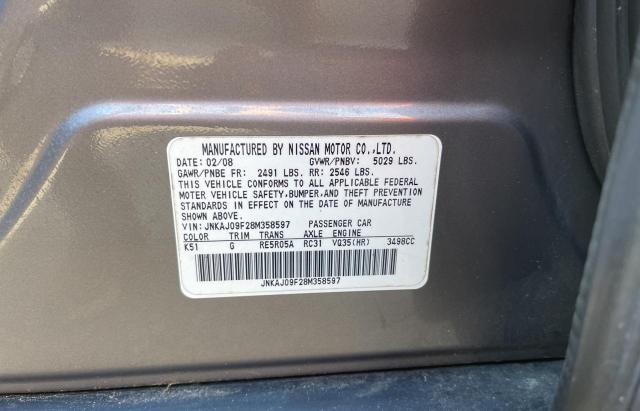 MANUFACTURED BY NISSAN MOTOR CO.,LTD.
DATE: 02/08 GVWR/PNBV: 5029 LBS.
GAWR/PNBE FR: 2491 LBS. RR: 2546 LBS.
THIS VEHICLE CONFORMS TO ALL APPLICABLE FEDERAL
MOTOR VEHICLE SAFETY,BUMPER,AND THEFT PREVENTION
STANDARDS IN EFFECT ON THE DATE OF MANUFACTURE
SHOWN ABOVE.
VIN:JNKAJ09F28M358597 PASSENGER CAR
COLOR TRIM TRANS AXLE ENGINE
K51 G RE5R05A RC31 VQ35(HR) 3498CC
JNKAJ09F28M358597